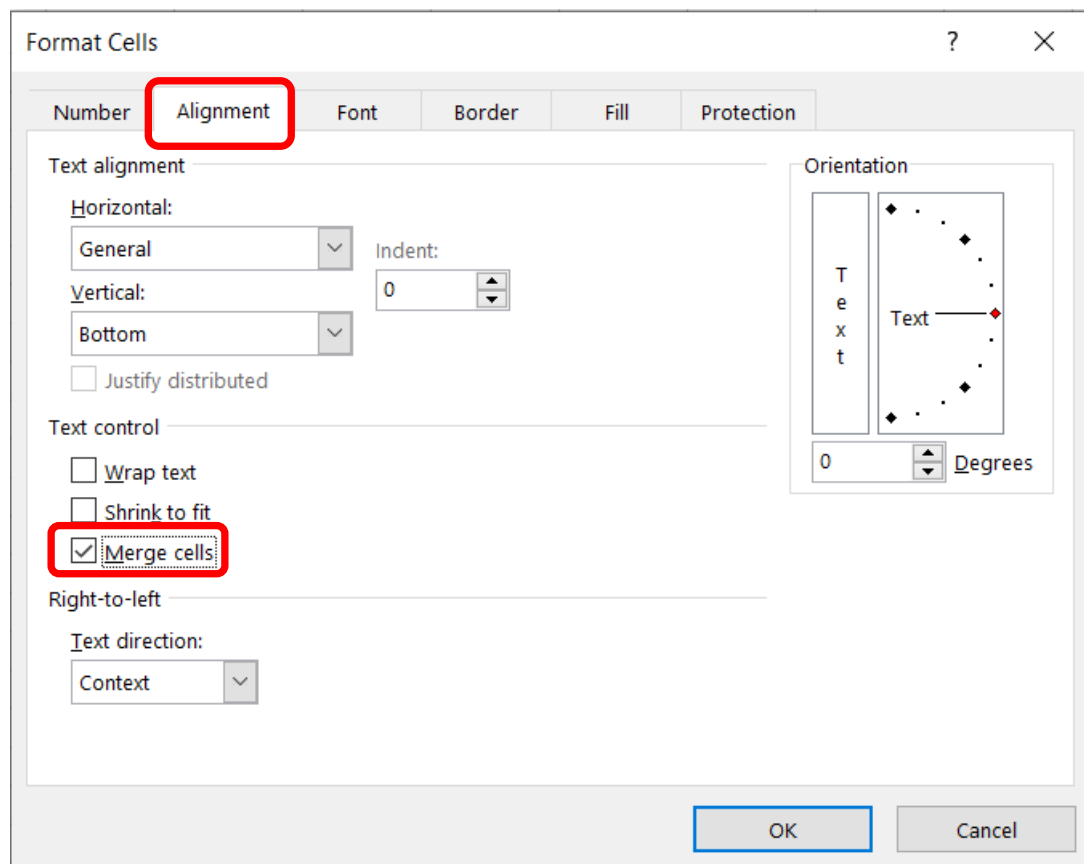 Format Cells ?
Number Alignment Font Border Fill Protection
Text alignment
Horizontal:
General
Indent:
0
Vertical:
Bottom
Justify distributed
Text control
Wrap text
Shrink to fit
Merge cells
Right-to-left
Text direction:
Context
Orientation
T
e
x
t
Text
0 Degrees
OK Cancel